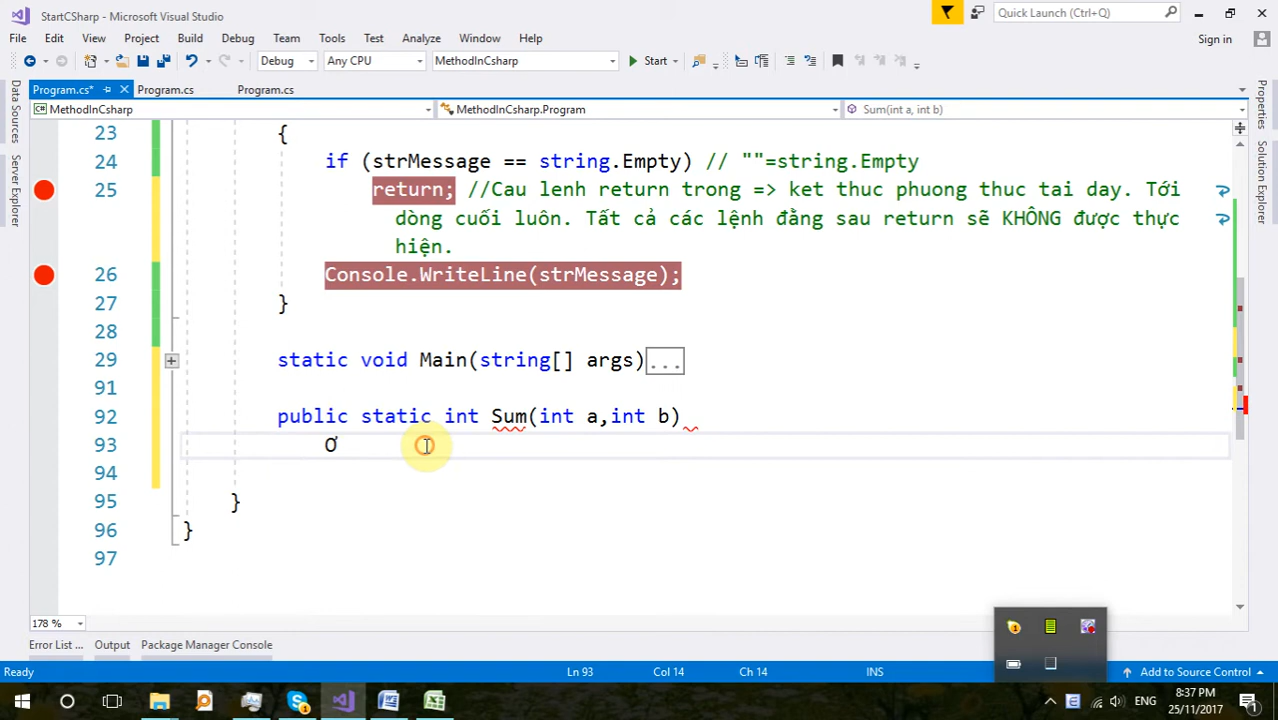 StartCSharp - Microsoft Visual Studio
Quick Launch (Ctrl+Q)
File Edit View Project Build Debug Team Tools Test Analyze Window Help
Sign in
Debug Any CPU MethodInCsharp Start
Program.cs* Program.cs Program.cs
MethodInCsharp MethodInCsharp.Program Sum(int a, int b)
Data Sources
Server Explorer
Properties
Solution Explorer
23 {
24 if (strMessage == string.Empty) // ""=string.Empty
25 return; //Cau lenh return trong => ket thuc phuong thuc tai day. Tới
dòng cuối luôn. Tất cả các lệnh đằng sau return sẽ KHÔNG được thực
hiện.
26 Console.WriteLine(strMessage);
27 }
28
29 static void Main(string[] args)...
91
92 public static int Sum(int a,int b)
93 Ơ
94
95 }
96 }
97
178 %
Error List ... Output Package Manager Console
Ready Ln 93 Col 14 Ch 14 INS Add to Source Control
ENG
8:37 PM
25/11/2017